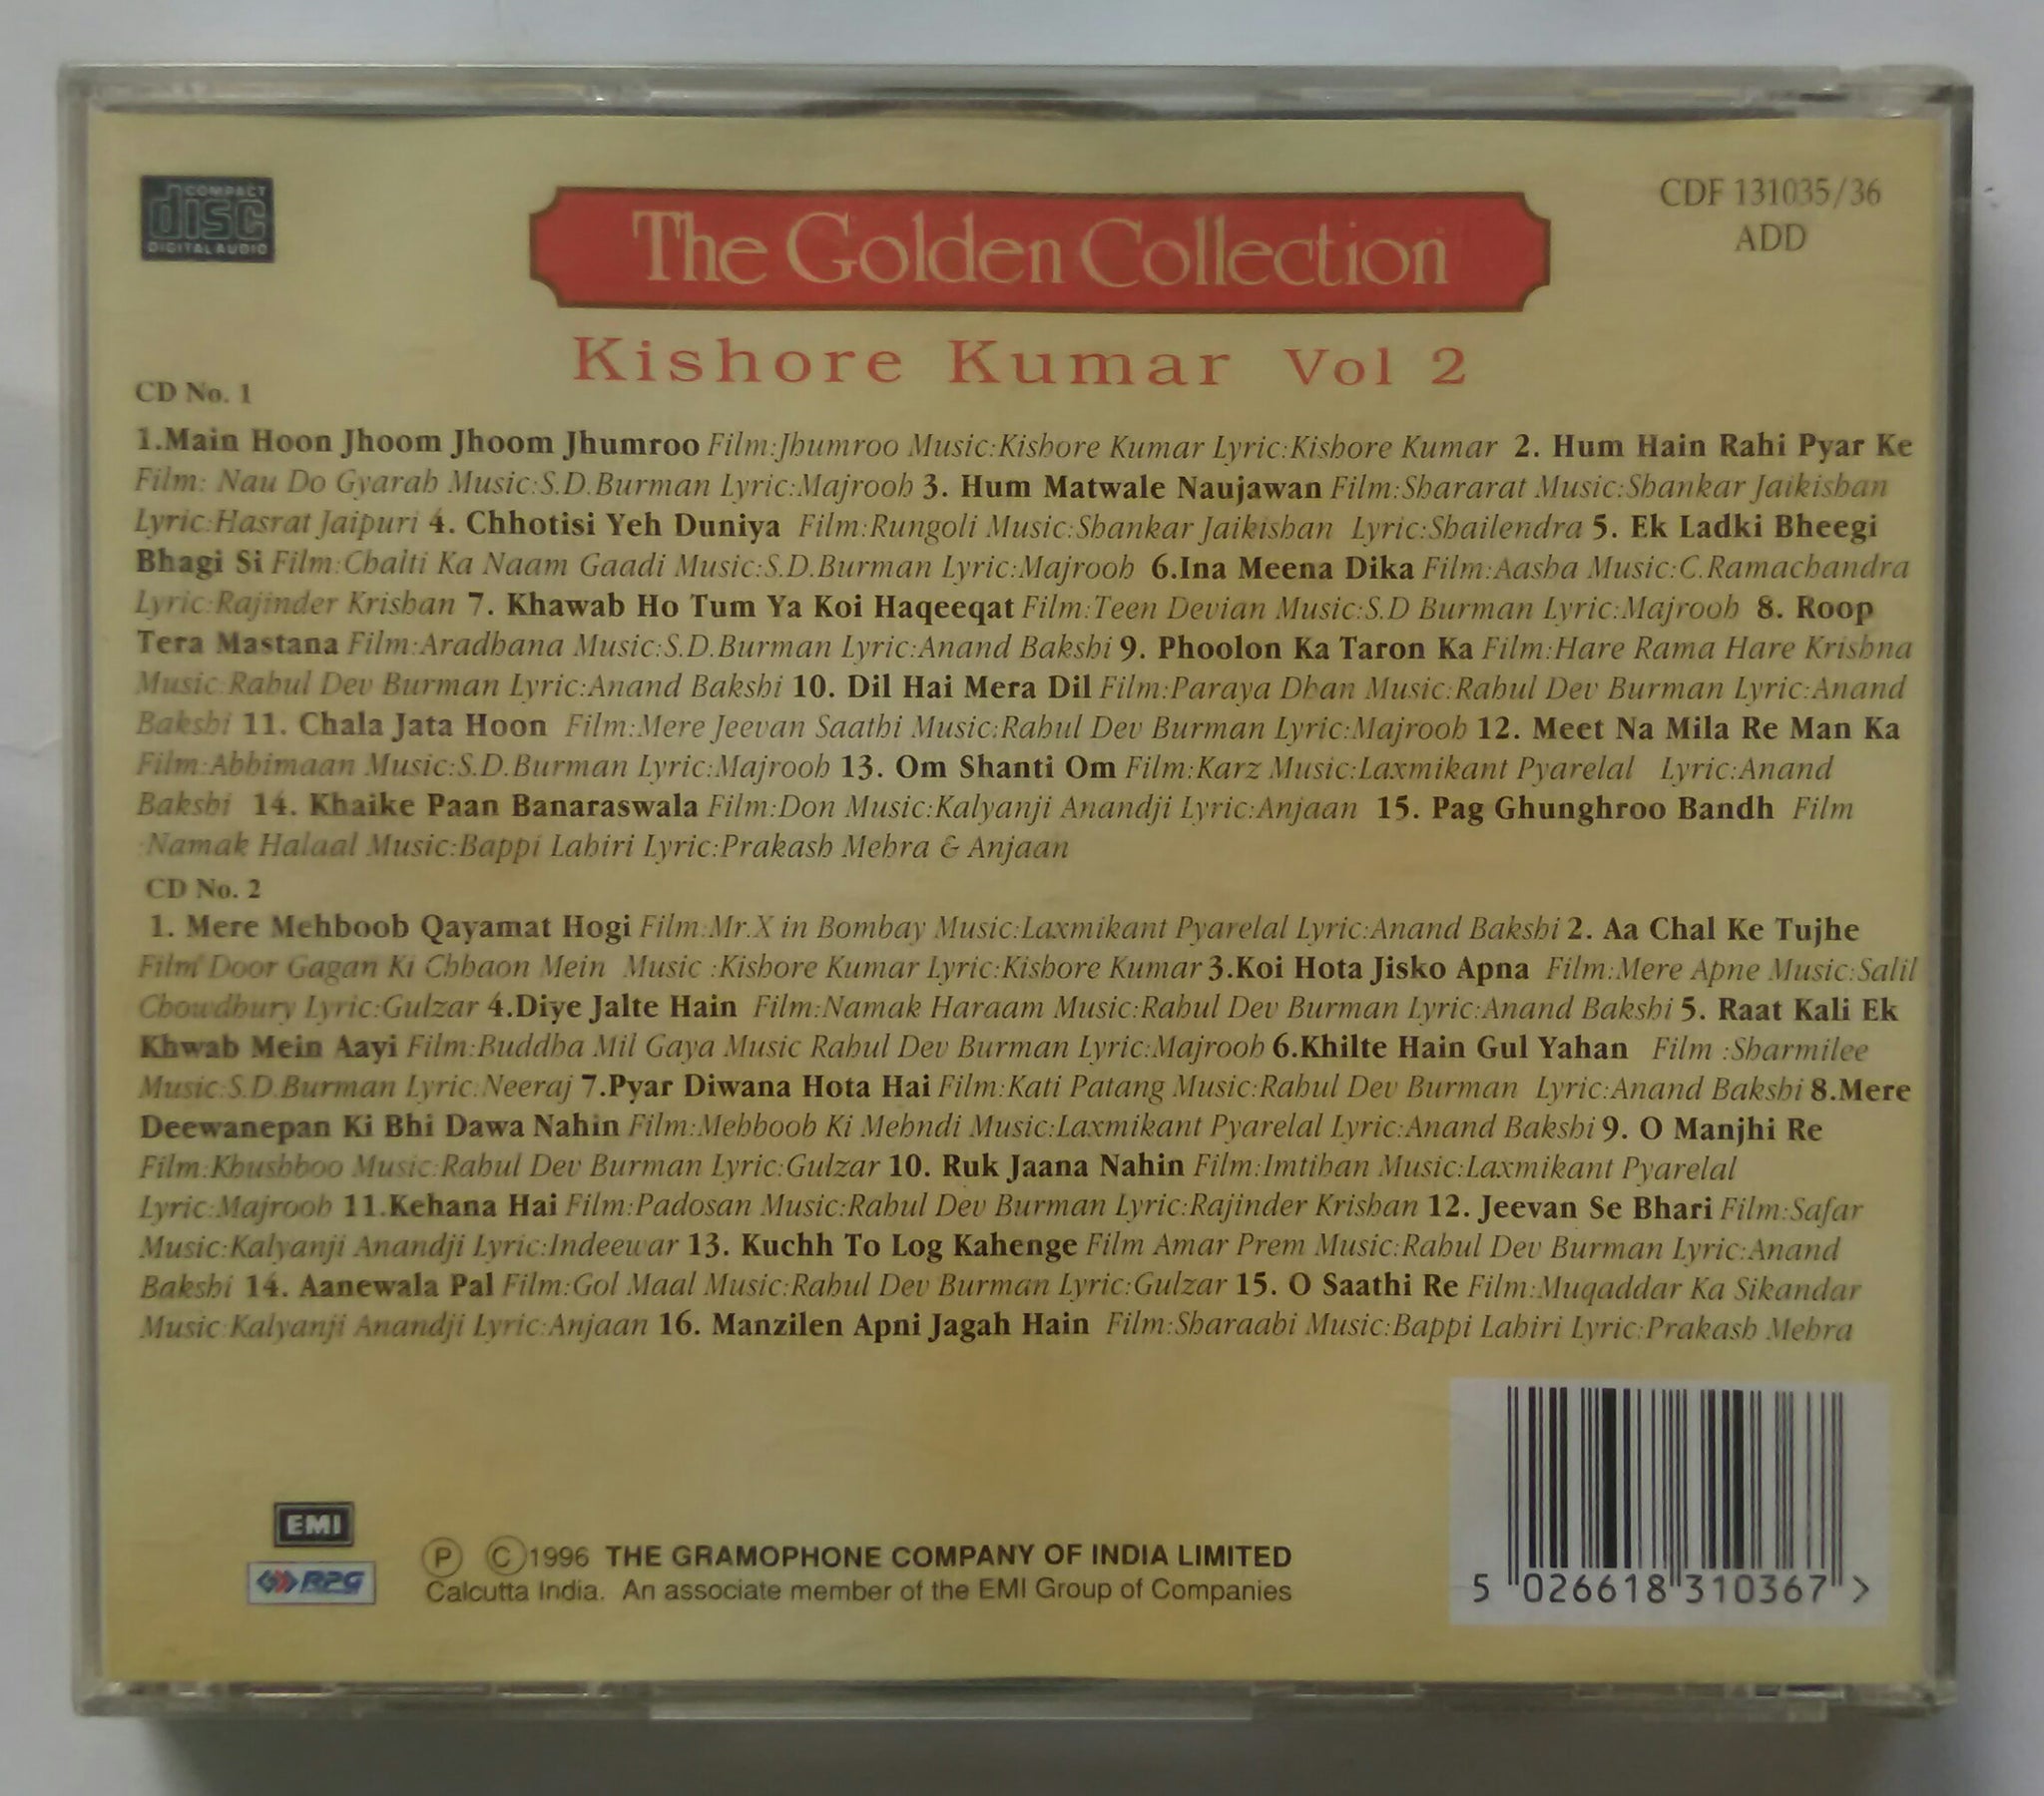 COMPACT
disc
DIGITAL AUDIO
The Golden Collection
CDF 131035/36
ADD
Kishore Kumar Vol 2
CD No. 1
1.Main Hoon Jhoom Jhoom Jhumroo Film:Jhumroo Music:Kishore Kumar Lyric:Kishore Kumar 2. Hum Hain Rahi Pyar Ke
Film: Nau Do Gyarah Music:S.D.Burman Lyric:Majrooh 3. Hum Matwale Naujawan Film:Shararat Music:Shankar Jaikishan
Lyric:Hasrat Jaipuri 4. Chhotisi Yeh Duniya Film:Rungoli Music:Shankar Jaikishan Lyric:Shailendra 5. Ek Ladki Bheegi
Bhagi Si Film:Chalti Ka Naam Gaadi Music:S.D.Burman Lyric:Majrooh 6.Ina Meena Dika Film:Aasha Music:C.Ramachandra
Lyric:Rajinder Krishan 7. Khawab Ho Tum Ya Koi Haqeeqat Film:Teen Devian Music:S.D Burman Lyric:Majrooh 8. Roop
Tera Mastana Film:Aradhana Music:S.D.Burman Lyric:Anand Bakshi 9. Phoolon Ka Taron Ka Film:Hare Rama Hare Krishna
Music:Rahul Dev Burman Lyric:Anand Bakshi 10. Dil Hai Mera Dil Film:Paraya Dhan Music:Rahul Dev Burman Lyric:Anand
Bakshi 11. Chala Jata Hoon Film:Mere Jeevan Saathi Music:Rahul Dev Burman Lyric:Majrooh 12. Meet Na Mila Re Man Ka
Film:Abhimaan Music:S.D.Burman Lyric:Majrooh 13. Om Shanti Om Film:Karz Music:Laxmikant Pyarelal Lyric:Anand
Bakshi 14. Khaike Paan Banaraswala Film:Don Music:Kalyanji Anandji Lyric:Anjaan 15. Pag Ghunghroo Bandh Film
:Namak Halaal Music:Bappi Lahiri Lyric:Prakash Mehra & Anjaan
CD No. 2
1. Mere Mehboob Qayamat Hogi Film:Mr.X in Bombay Music:Laxmikant Pyarelal Lyric:Anand Bakshi 2. Aa Chal Ke Tujhe
Film:Door Gagan Ki Chhaon Mein Music :Kishore Kumar Lyric:Kishore Kumar 3.Koi Hota Jisko Apna Film:Mere Apne Music:Salil
Chowdhury Lyric:Gulzar 4.Diye Jalte Hain Film:Namak Haraam Music:Rahul Dev Burman Lyric:Anand Bakshi 5. Raat Kali Ek
Khwab Mein Aayi Film:Buddha Mil Gaya Music Rahul Dev Burman Lyric:Majrooh 6.Khilte Hain Gul Yahan Film :Sharmilee
Music:S.D.Burman Lyric:Neeraj 7.Pyar Diwana Hota Hai Film:Kati Patang Music:Rahul Dev Burman Lyric:Anand Bakshi 8.Mere
Deewanepan Ki Bhi Dawa Nahin Film:Mehboob Ki Mehndi Music:Laxmikant Pyarelal Lyric:Anand Bakshi 9. O Manjhi Re
Film:Khushboo Music:Rahul Dev Burman Lyric:Gulzar 10. Ruk Jaana Nahin Film:Imtihan Music:Laxmikant Pyarelal
Lyric:Majrooh 11.Kehana Hai Film:Padosan Music:Rahul Dev Burman Lyric:Rajinder Krishan 12. Jeevan Se Bhari Film:Safar
Music:Kalyanji Anandji Lyric:Indeewar 13. Kuchh To Log Kahenge Film Amar Prem Music:Rahul Dev Burman Lyric:Anand
Bakshi 14. Aanewala Pal Film:Gol Maal Music:Rahul Dev Burman Lyric:Gulzar 15. O Saathi Re Film:Muqaddar Ka Sikandar
Music:Kalyanji Anandji Lyric:Anjaan 16. Manzilen Apni Jagah Hain Film:Sharaabi Music:Bappi Lahiri Lyric:Prakash Mehra
EMI
RPG
Ⓟ ©1996 THE GRAMOPHONE COMPANY OF INDIA LIMITED
Calcutta India. An associate member of the EMI Group of Companies
5 026618 310367 >